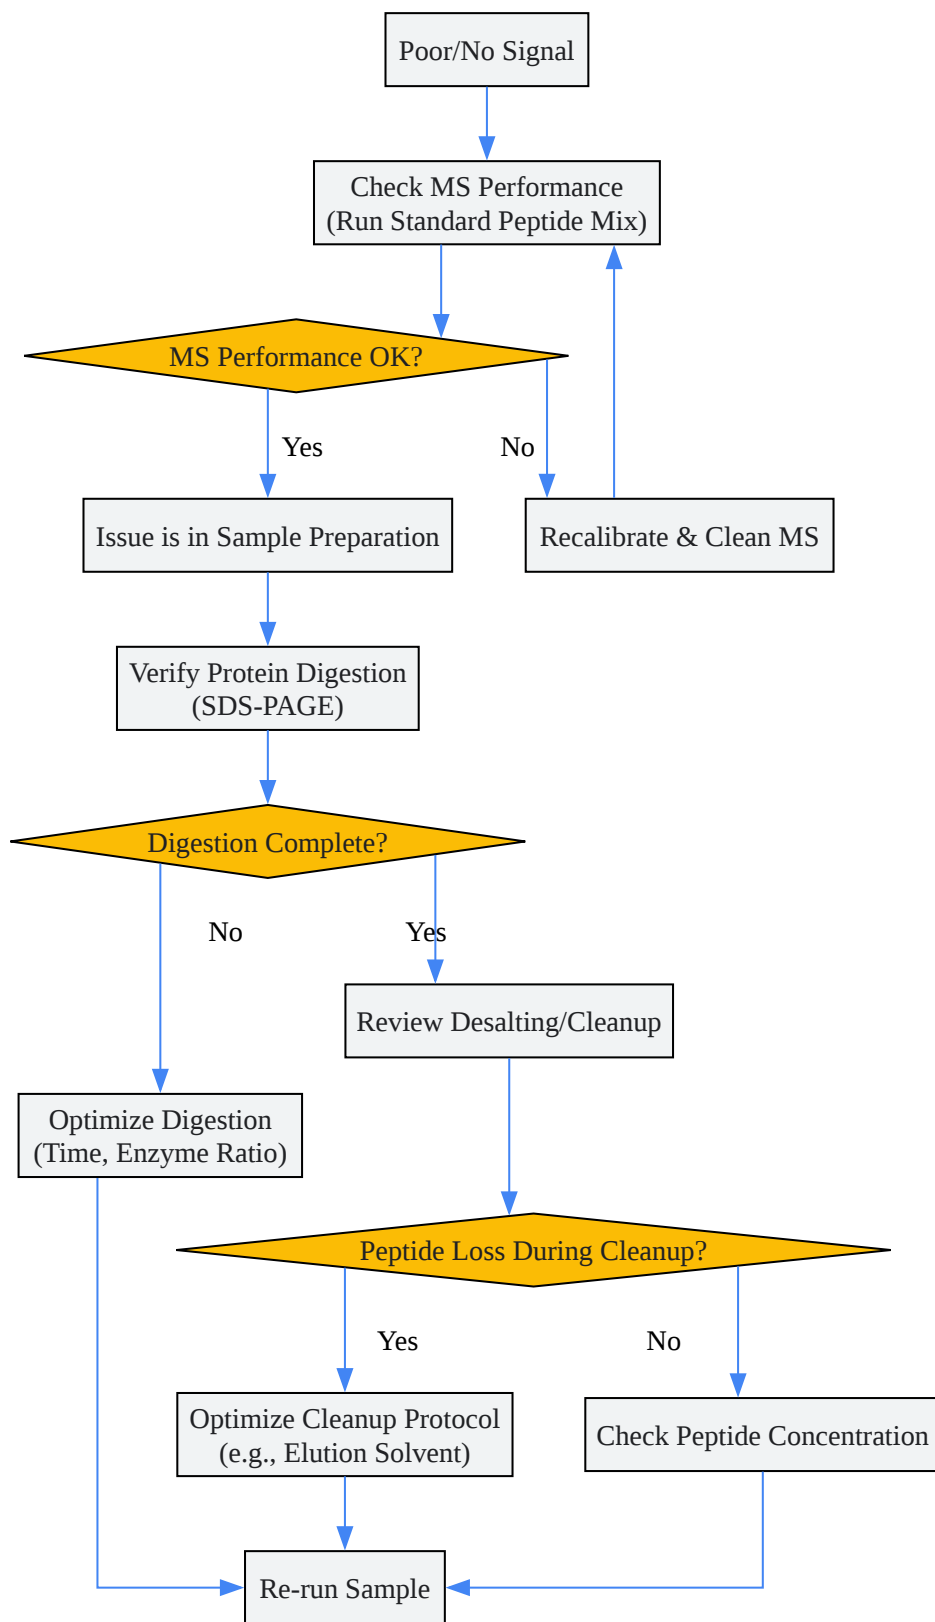 Poor/No Signal
Check MS Performance
(Run Standard Peptide Mix)
MS Performance OK?
Yes
No
Issue is in Sample Preparation
Recalibrate & Clean MS
Verify Protein Digestion
(SDS-PAGE)
Digestion Complete?
No
Yes
Review Desalting/Cleanup
Optimize Digestion
(Time, Enzyme Ratio)
Peptide Loss During Cleanup?
Yes
No
Optimize Cleanup Protocol
(e.g., Elution Solvent)
Check Peptide Concentration
Re-run Sample